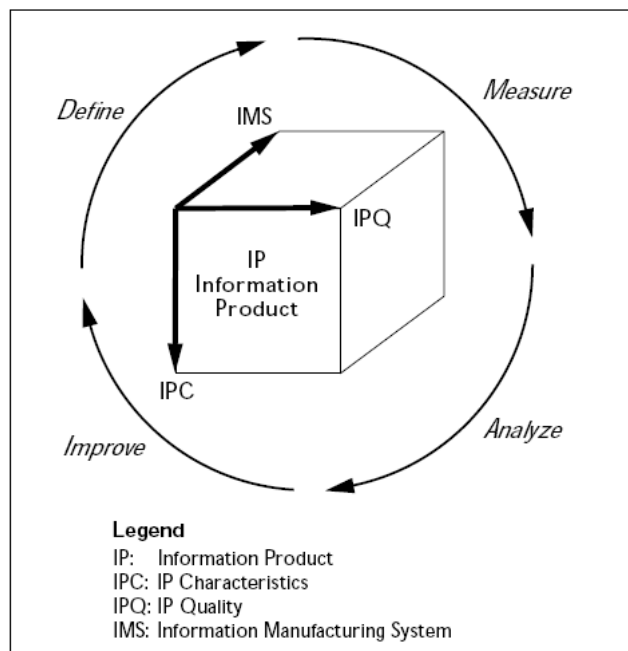 Define
Measure
IMS
IPQ
IP
Information
Product
IPC
Improve
Analyze
Legend
IP: Information Product
IPC: IP Characteristics
IPQ: IP Quality
IMS: Information Manufacturing System